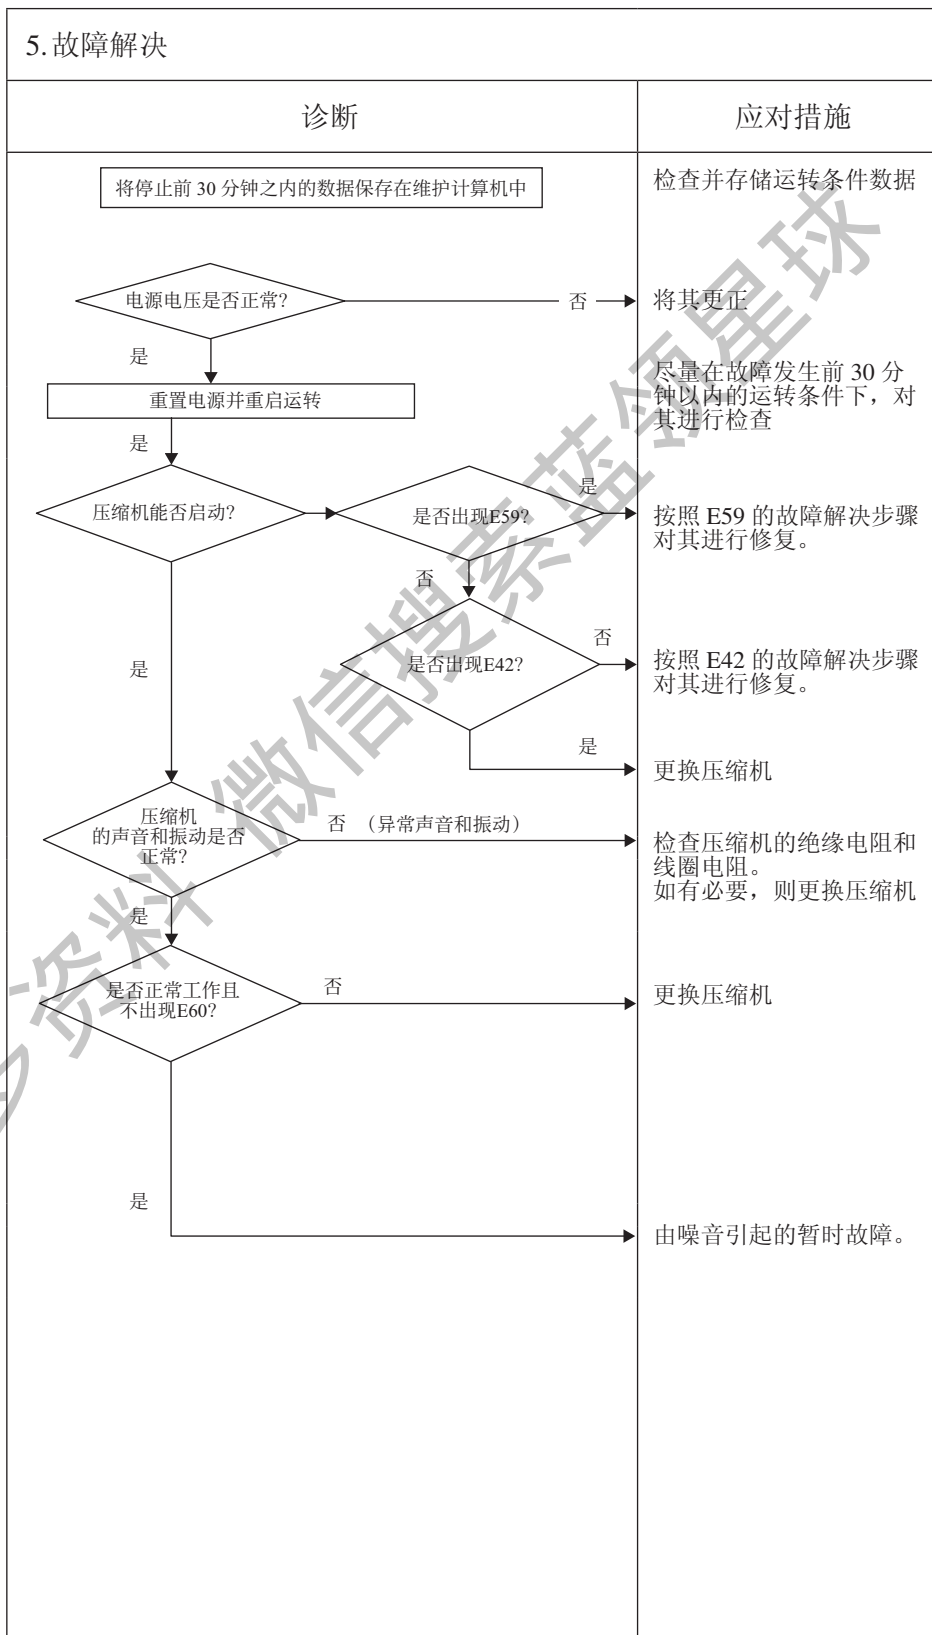 5.故障解决
诊断
应对措施
将停止前 30 分钟之内的数据保存在维护计算机中
检查并存储运转条件数据
电源电压是否正常?
否
将其更正
是
重置电源并重启运转
尽量在故障发生前 30 分
钟以内的运转条件下，对
其进行检查
是
压缩机能否启动?
是否出现E59?
是
按照 E59 的故障解决步骤
对其进行修复。
否
是否出现E42?
否
按照 E42 的故障解决步骤
对其进行修复。
是
是
更换压缩机
压缩机
的声音和振动是否
正常?
否 （异常声音和振动）
检查压缩机的绝缘电阻和
线圈电阻。
如有必要，则更换压缩机
是
是否正常工作且
不出现E60?
否
更换压缩机
是
由噪音引起的暂时故障。
多资料 微信搜索蓝领星球